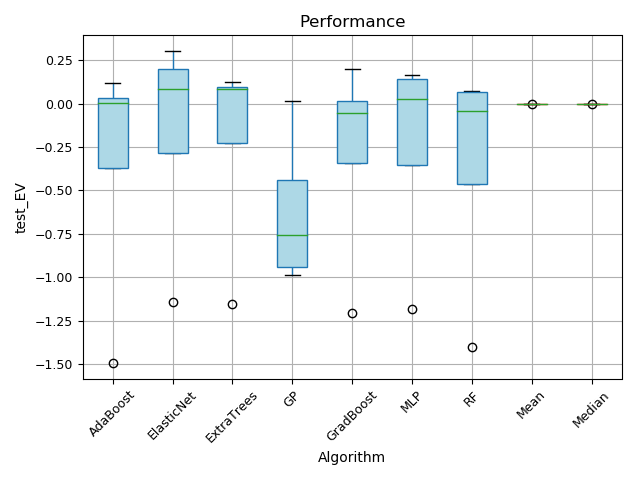 Performance
test_EV
0.25
0.00
−0.25
−0.50
−0.75
−1.00
−1.25
−1.50
AdaBoost
ElasticNet
ExtraTrees
GP
GradBoost
MLP
RF
Mean
Median
Algorithm